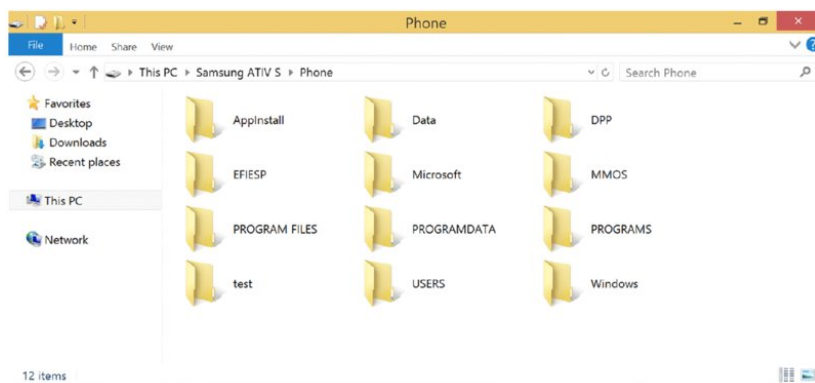 Phone
File Home Share View
This PC Samsung ATIV S Phone
Search Phone
Favorites
Desktop
Downloads
Recent places
This PC
Network
AppInstall Data DPP
EFIESP Microsoft MMOS
PROGRAM FILES PROGRAMDATA PROGRAMS
test USERS Windows
12 items